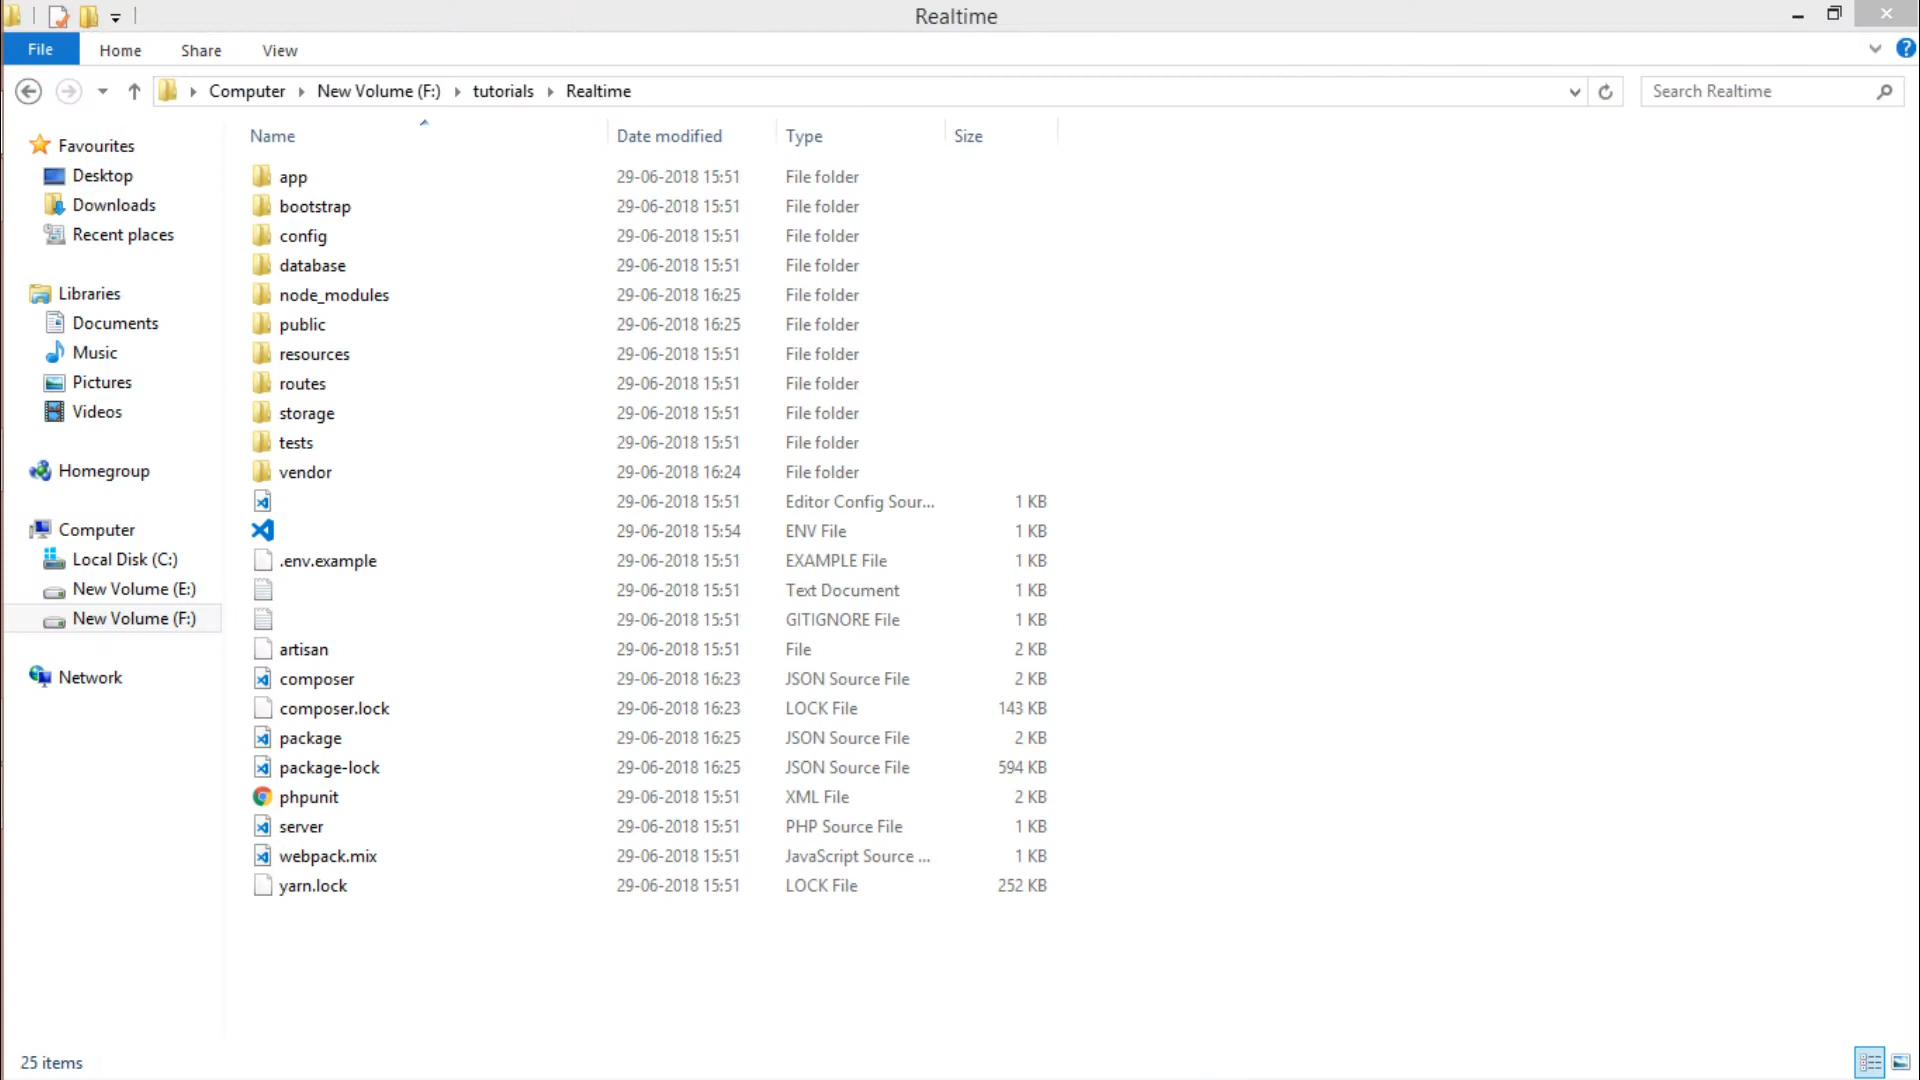 Realtime
File Home Share View
Computer New Volume (F:) tutorials Realtime Search Realtime
Name Date modified Type Size
Favourites
Desktop
Downloads
Recent places
Libraries
Documents
Music
Pictures
Videos
Homegroup
Computer
Local Disk (C:)
New Volume (E:)
New Volume (F:)
Network
app 29-06-2018 15:51 File folder
bootstrap 29-06-2018 15:51 File folder
config 29-06-2018 15:51 File folder
database 29-06-2018 15:51 File folder
node_modules 29-06-2018 16:25 File folder
public 29-06-2018 16:25 File folder
resources 29-06-2018 15:51 File folder
routes 29-06-2018 15:51 File folder
storage 29-06-2018 15:51 File folder
tests 29-06-2018 15:51 File folder
vendor 29-06-2018 16:24 File folder
29-06-2018 15:51 Editor Config Sour... 1 KB
29-06-2018 15:54 ENV File 1 KB
.env.example 29-06-2018 15:51 EXAMPLE File 1 KB
29-06-2018 15:51 Text Document 1 KB
29-06-2018 15:51 GITIGNORE File 1 KB
artisan 29-06-2018 15:51 File 2 KB
composer 29-06-2018 16:23 JSON Source File 2 KB
composer.lock 29-06-2018 16:23 LOCK File 143 KB
package 29-06-2018 16:25 JSON Source File 2 KB
package-lock 29-06-2018 16:25 JSON Source File 594 KB
phpunit 29-06-2018 15:51 XML File 2 KB
server 29-06-2018 15:51 PHP Source File 1 KB
webpack.mix 29-06-2018 15:51 JavaScript Source ... 1 KB
yarn.lock 29-06-2018 15:51 LOCK File 252 KB
25 items